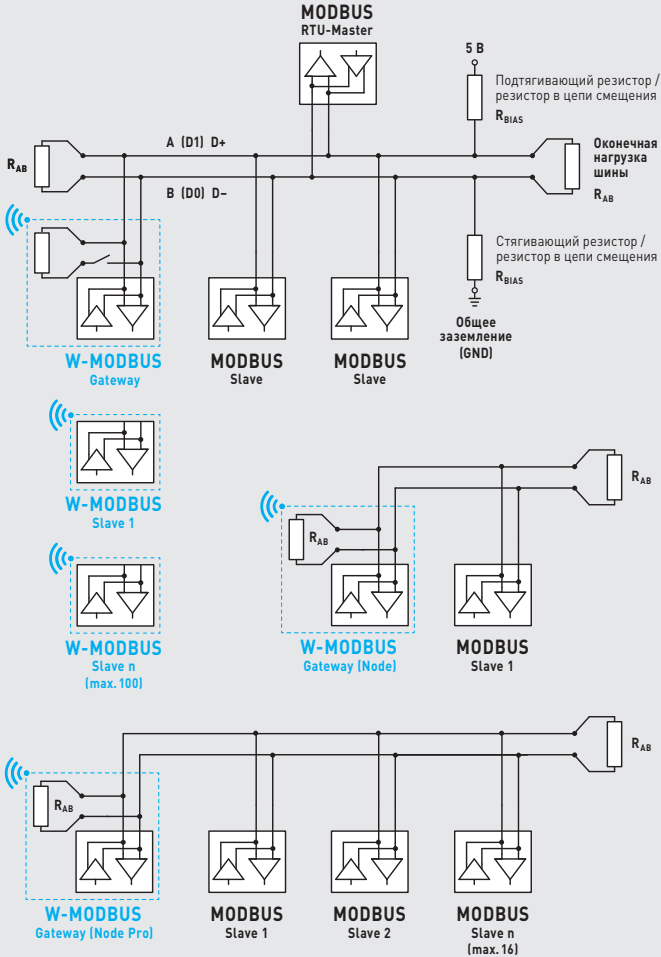 MODBUS
RTU-Master
5 В
Подтягивающий резистор /
резистор в цепи смещения
RBIAS
A (D1) D+
RAB
Оконечная
нагрузка
шины
RAB
B (D0) D–
Стягивающий резистор /
резистор в цепи смещения
RBIAS
Общее
заземление
(GND)
W-MODBUS
Gateway
MODBUS
Slave
MODBUS
Slave
W-MODBUS
Slave 1
RAB
RAB
W-MODBUS
Slave n
(max. 100)
W-MODBUS
Gateway (Node)
MODBUS
Slave 1
RAB
RAB
W-MODBUS
Gateway (Node Pro)
MODBUS
Slave 1
MODBUS
Slave 2
MODBUS
Slave n
(max. 16)